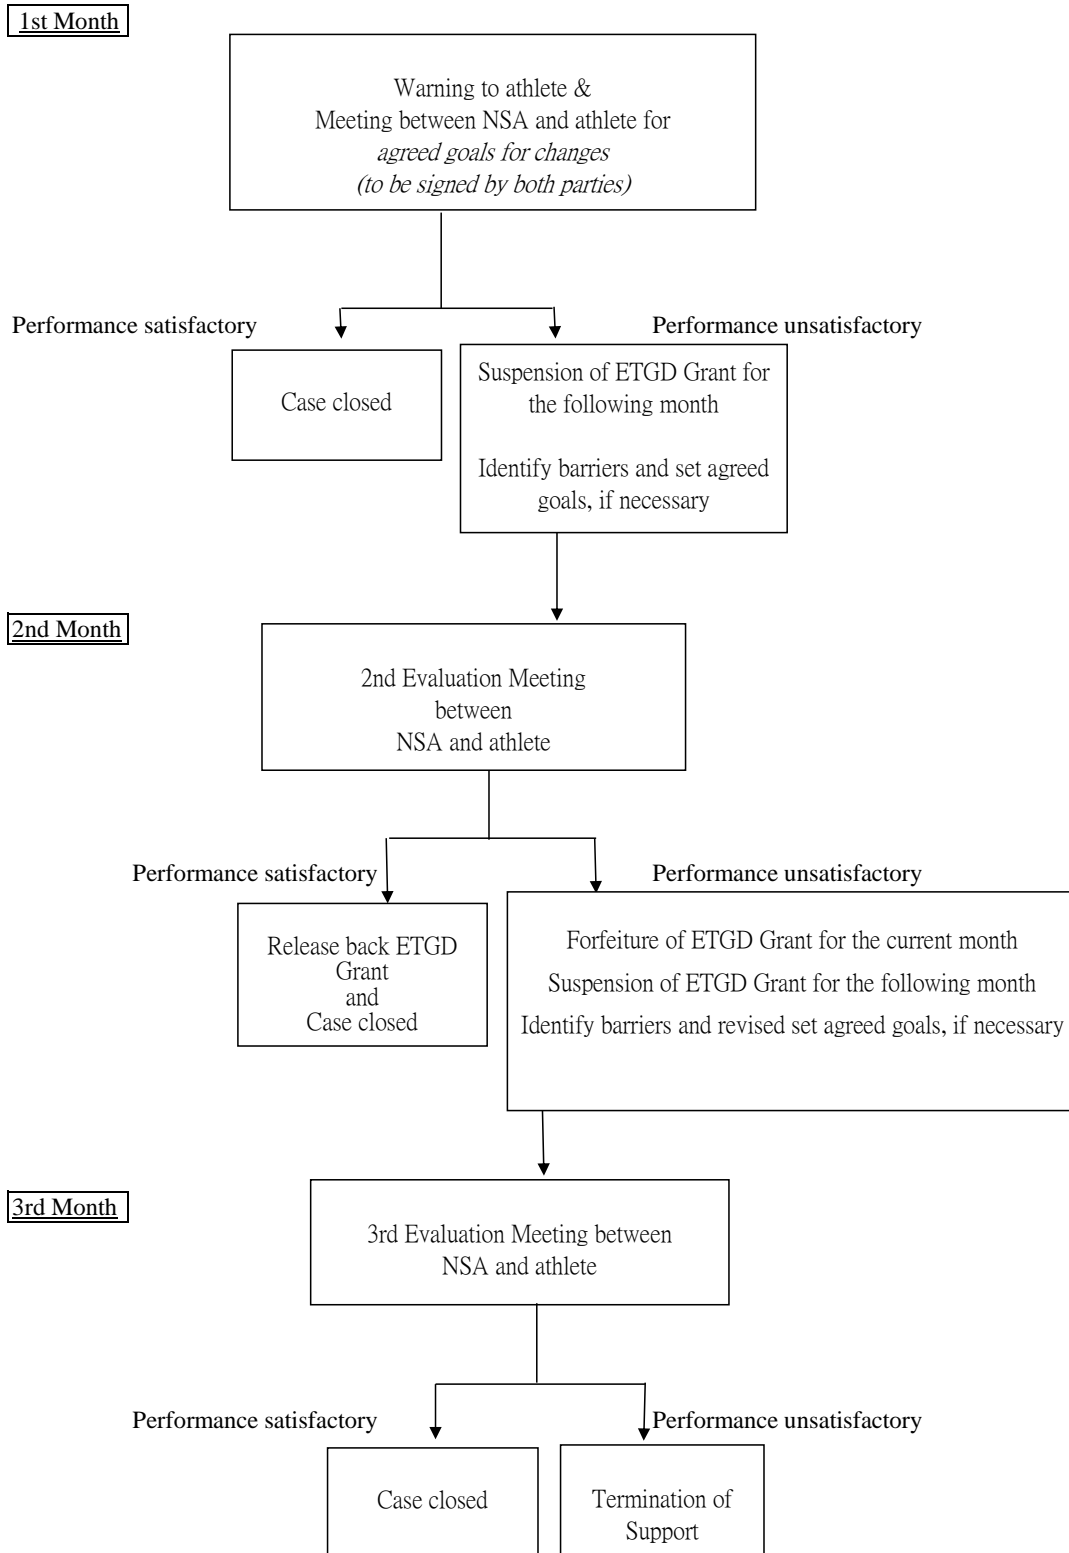 1st Month
Warning to athlete &
Meeting between NSA and athlete for
agreed goals for changes
(to be signed by both parties)
Performance satisfactory
Performance unsatisfactory
Case closed
Suspension of ETGD Grant for
the following month
Identify barriers and set agreed
goals, if necessary
2nd Month
2nd Evaluation Meeting
between
NSA and athlete
Performance satisfactory
Performance unsatisfactory
Release back ETGD
Grant
and
Case closed
Forfeiture of ETGD Grant for the current month
Suspension of ETGD Grant for the following month
Identify barriers and revised set agreed goals, if necessary
3rd Month
3rd Evaluation Meeting between
NSA and athlete
Performance satisfactory
Performance unsatisfactory
Case closed
Termination of
Support